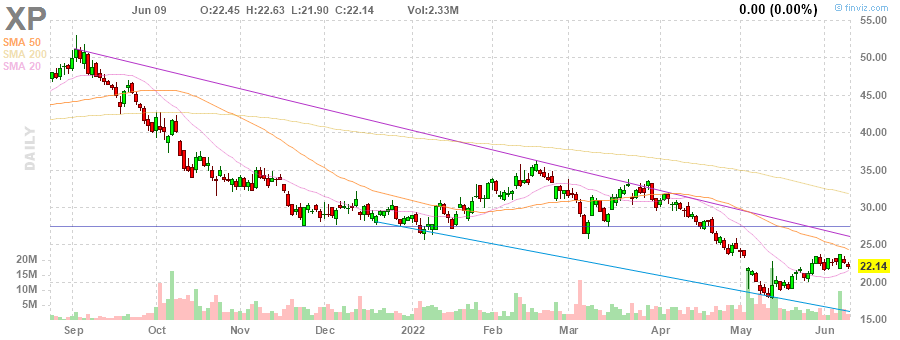 XP Jun 09 O:22.45 H:22.63 L:21.90 C:22.14 Vol:2.33M 0.00 (0.00%) © finviz.com
SMA 50
SMA 200
SMA 20
DAILY
55.00
50.00
45.00
40.00
35.00
30.00
25.00
22.14
20.00
15.00
20M
15M
10M
5M
Sep Oct Nov Dec 2022 Feb Mar Apr May Jun